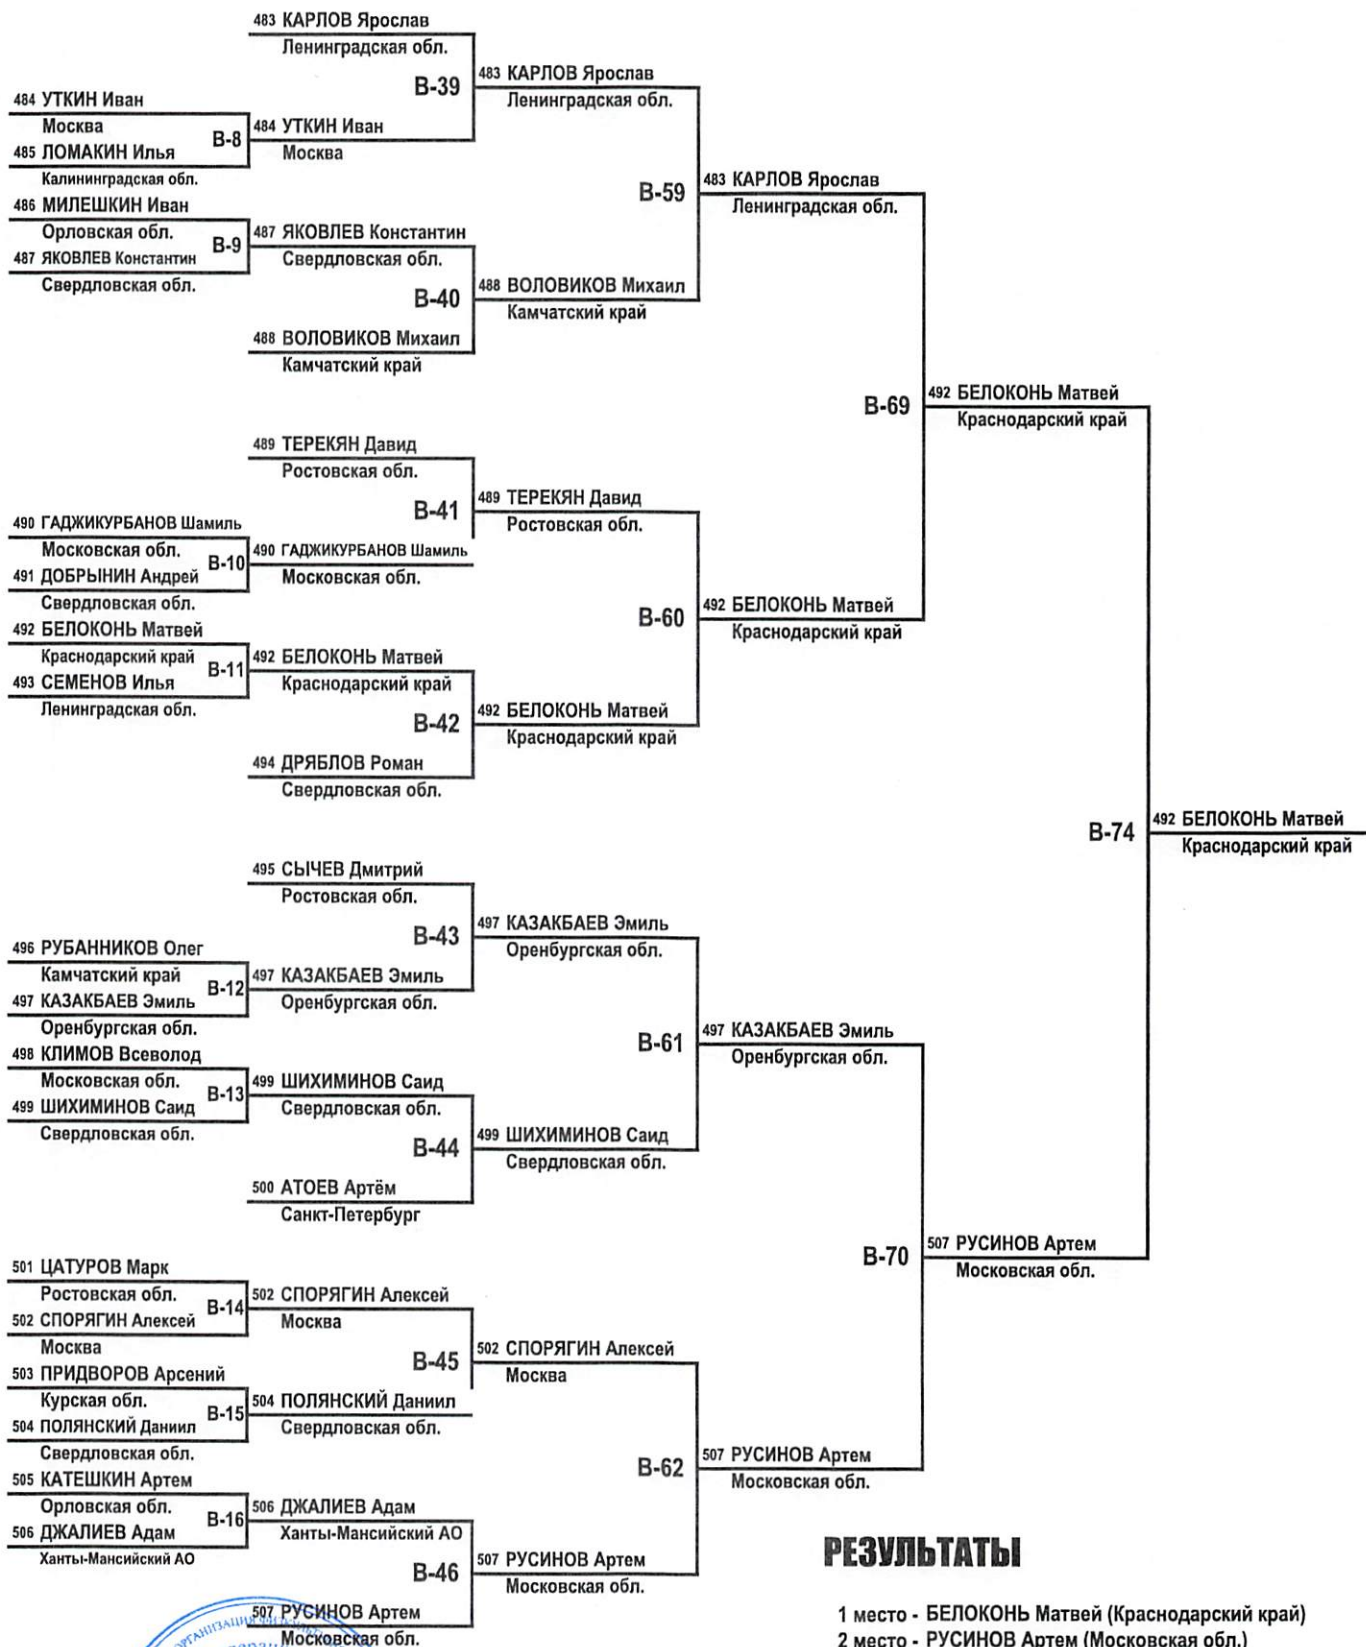 483 КАРЛОВ Ярослав
Ленинградская обл.
В-39
483 КАРЛОВ Ярослав
Ленинградская обл.
484 УТКИН Иван
Москва
В-8
484 УТКИН Иван
Москва
485 ЛОМАКИН Илья
Калининградская обл.
В-59
483 КАРЛОВ Ярослав
Ленинградская обл.
486 МИЛЕШКИН Иван
Орловская обл.
В-9
487 ЯКОВЛЕВ Константин
Свердловская обл.
487 ЯКОВЛЕВ Константин
Свердловская обл.
В-40
488 ВОЛОВИКОВ Михаил
Камчатский край
488 ВОЛОВИКОВ Михаил
Камчатский край
В-69
492 БЕЛОКОНЬ Матвей
Краснодарский край
489 ТЕРЕКЯН Давид
Ростовская обл.
В-41
489 ТЕРЕКЯН Давид
Ростовская обл.
490 ГАДЖИКУРБАНОВ Шамиль
Московская обл.
В-10
490 ГАДЖИКУРБАНОВ Шамиль
Московская обл.
491 ДОБРЫНИН Андрей
Свердловская обл.
В-60
492 БЕЛОКОНЬ Матвей
Краснодарский край
492 БЕЛОКОНЬ Матвей
Краснодарский край
В-11
492 БЕЛОКОНЬ Матвей
Краснодарский край
493 СЕМЕНОВ Илья
Ленинградская обл.
В-42
492 БЕЛОКОНЬ Матвей
Краснодарский край
494 ДРЯБЛОВ Роман
Свердловская обл.
В-74
492 БЕЛОКОНЬ Матвей
Краснодарский край
495 СЫЧЕВ Дмитрий
Ростовская обл.
В-43
497 КАЗАКБАЕВ Эмиль
Оренбургская обл.
496 РУБАННИКОВ Олег
Камчатский край
В-12
497 КАЗАКБАЕВ Эмиль
Оренбургская обл.
497 КАЗАКБАЕВ Эмиль
Оренбургская обл.
В-61
497 КАЗАКБАЕВ Эмиль
Оренбургская обл.
498 КЛИМОВ Всеволод
Московская обл.
В-13
499 ШИХИМИНОВ Саид
Свердловская обл.
499 ШИХИМИНОВ Саид
Свердловская обл.
В-44
499 ШИХИМИНОВ Саид
Свердловская обл.
500 АТОЕВ Артём
Санкт-Петербург
В-70
507 РУСИНОВ Артем
Московская обл.
501 ЦАТУРОВ Марк
Ростовская обл.
В-14
502 СПОРЯГИН Алексей
Москва
502 СПОРЯГИН Алексей
Москва
В-45
502 СПОРЯГИН Алексей
Москва
503 ПРИДВОРОВ Арсений
Курская обл.
В-15
504 ПОЛЯНСКИЙ Даниил
Свердловская обл.
504 ПОЛЯНСКИЙ Даниил
Свердловская обл.
В-62
507 РУСИНОВ Артем
Московская обл.
505 КАТЕШКИН Артем
Орловская обл.
В-16
506 ДЖАЛИЕВ Адам
Ханты-Мансийский АО
506 ДЖАЛИЕВ Адам
Ханты-Мансийский АО
В-46
507 РУСИНОВ Артем
Московская обл.
507 РУСИНОВ Артем
Московская обл.
РЕЗУЛЬТАТЫ
1 место - БЕЛОКОНЬ Матвей (Краснодарский край)
2 место - РУСИНОВ Артем (Московская обл.)